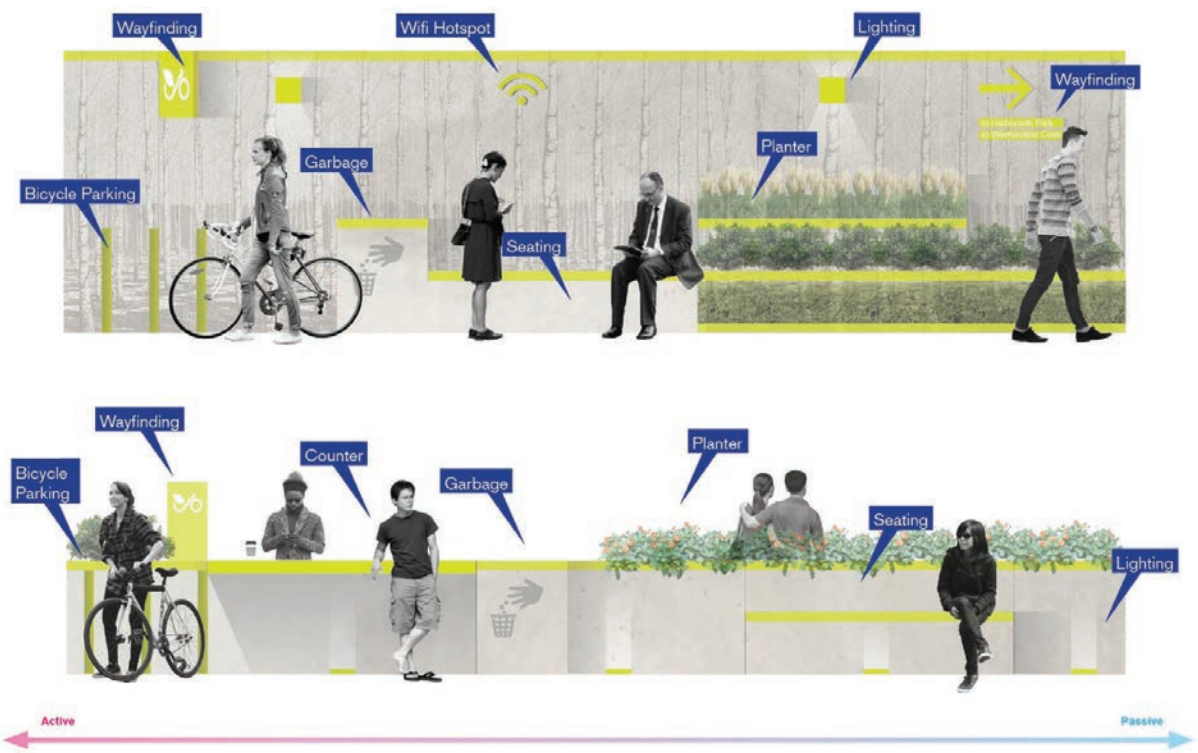 Wayfinding
Wifi Hotspot
Lighting
Wayfinding
Garbage
Planter
Bicycle Parking
Seating
Wayfinding
Counter
Planter
Bicycle
Parking
Garbage
Seating
Lighting
Active
Passive